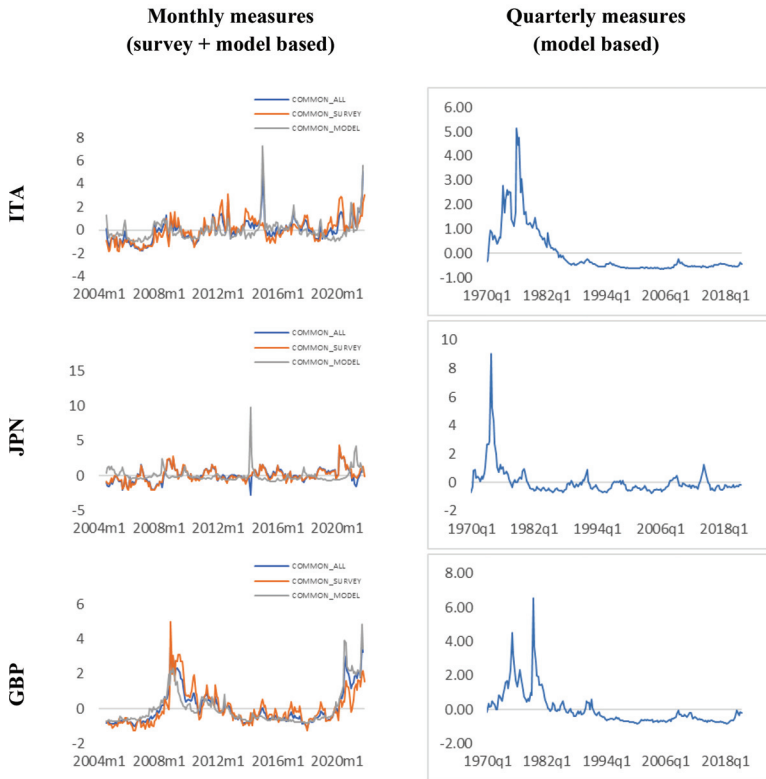 Monthly measures
(survey + model based)
Quarterly measures
(model based)
ITA
COMMON_ALL
COMMON_SURVEY
COMMON_MODEL
8
6
4
2
0
-2
-4
2004m1 2008m1 2012m1 2016m1 2020m1
6.00
5.00
4.00
3.00
2.00
1.00
0.00
-1.00
1970q1 1982q1 1994q1 2006q1 2018q1
JPN
COMMON_ALL
COMMON_SURVEY
COMMON_MODEL
15
10
5
0
-5
2004m1 2008m1 2012m1 2016m1 2020m1
10
8
6
4
2
0
-2
1970q1 1982q1 1994q1 2006q1 2018q1
GBP
COMMON_ALL
COMMON_SURVEY
COMMON_MODEL
6
4
2
0
-2
2004m1 2008m1 2012m1 2016m1 2020m1
8.00
6.00
4.00
2.00
0.00
-2.00
1970q1 1982q1 1994q1 2006q1 2018q1